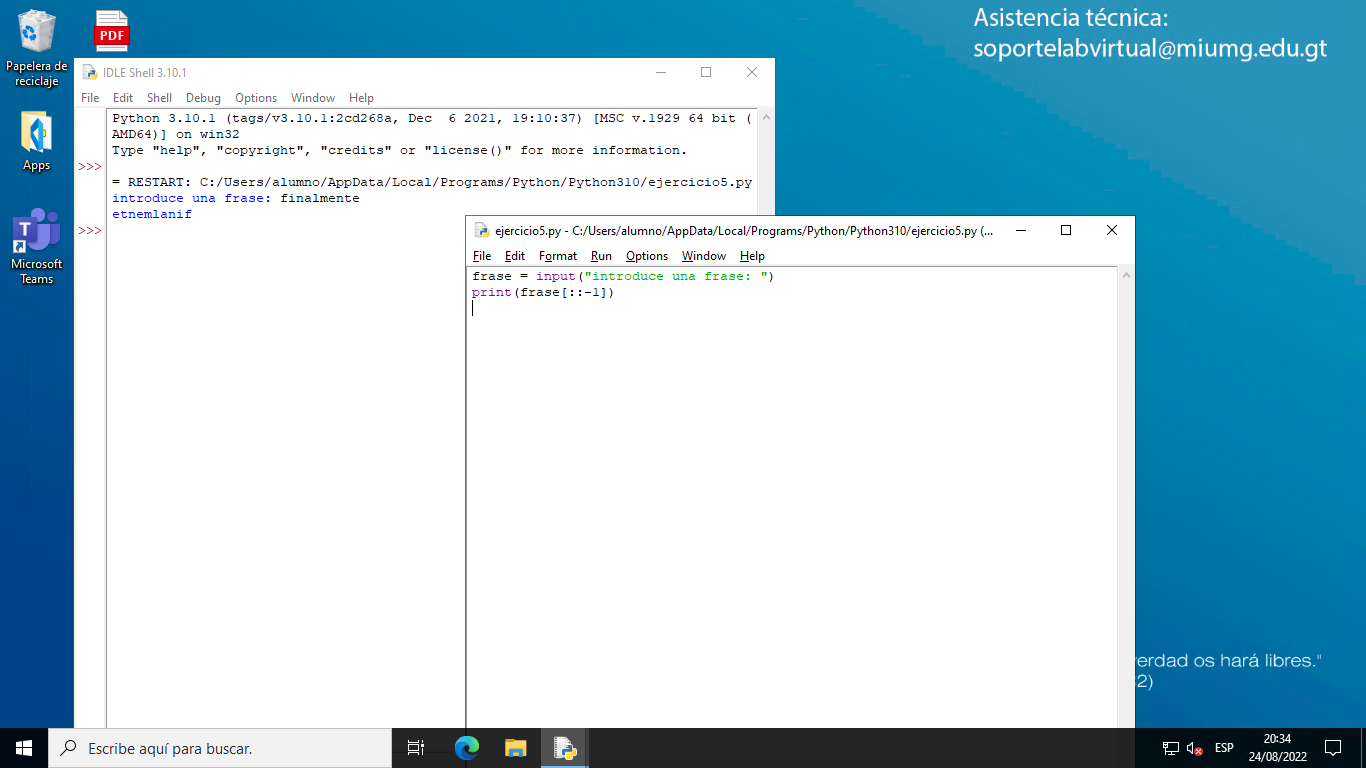 Asistencia técnica:
soportelabvirtual@miumg.edu.gt
PDF
Papelera de
reciclaje
Apps
Microsoft
Teams
IDLE Shell 3.10.1
File Edit Shell Debug Options Window Help
Python 3.10.1 (tags/v3.10.1:2cd268a, Dec  6 2021, 19:10:37) [MSC v.1929 64 bit (
AMD64)] on win32
Type "help", "copyright", "credits" or "license()" for more information.
>>>
= RESTART: C:/Users/alumno/AppData/Local/Programs/Python/Python310/ejercicio5.py
introduce una frase: finalmente
etnemlanif
>>>
ejercicio5.py - C:/Users/alumno/AppData/Local/Programs/Python/Python310/ejercicio5.py (...
File Edit Format Run Options Window Help
frase = input("introduce una frase: ")
print(frase[::-1])
verdad os hará libres."
2)
Escribe aquí para buscar.
ESP
20:34
24/08/2022